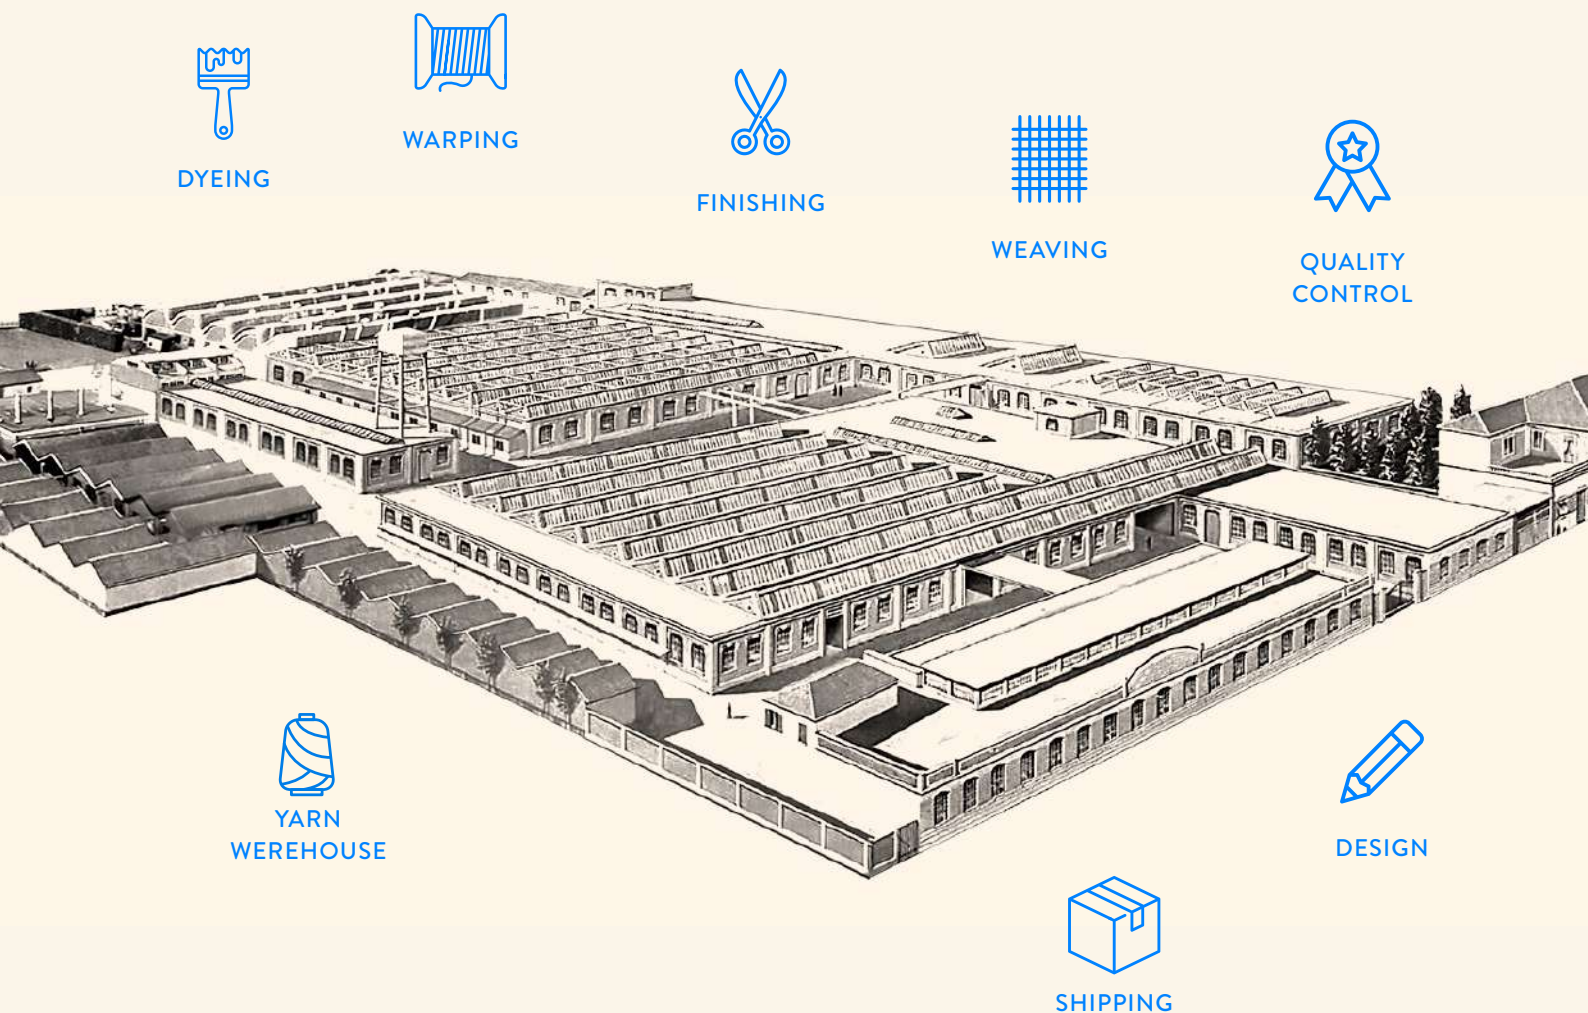 WARPING
DYEING
FINISHING
WEAVING
QUALITY
CONTROL
YARN
WEREHOUSE
DESIGN
SHIPPING